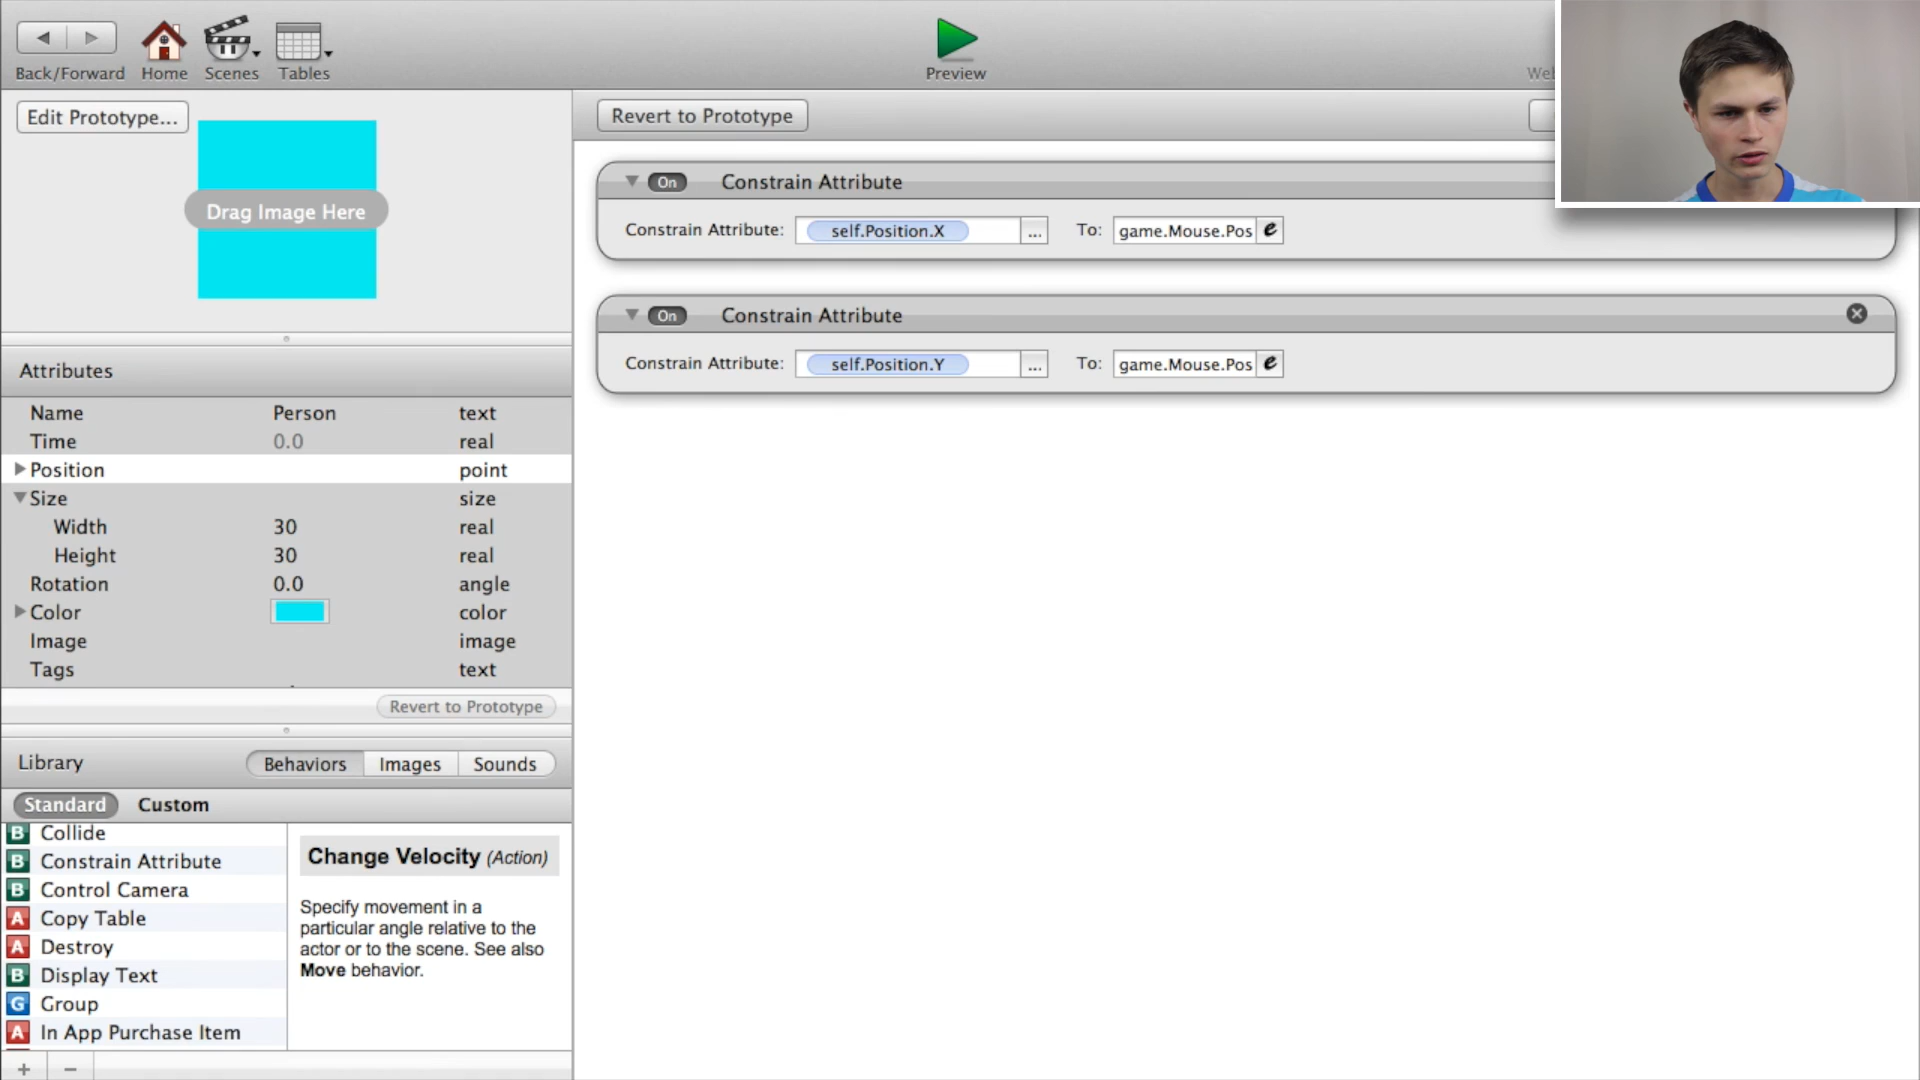 Back/Forward
Home
Scenes
Tables
Preview
Edit Prototype...
Drag Image Here
Revert to Prototype
On Constrain Attribute
Constrain Attribute: self.Position.X ... To: game.Mouse.Pos e
On Constrain Attribute
Constrain Attribute: self.Position.Y ... To: game.Mouse.Pos e
Attributes
Name Person text
Time 0.0 real
Position point
Size size
Width 30 real
Height 30 real
Rotation 0.0 angle
Color color
Image image
Tags text
Revert to Prototype
Library Behaviors Images Sounds
Standard Custom
B Collide
B Constrain Attribute
B Control Camera
A Copy Table
A Destroy
B Display Text
G Group
A In App Purchase Item
Change Velocity (Action)
Specify movement in a
particular angle relative to the
actor or to the scene. See also
Move behavior.